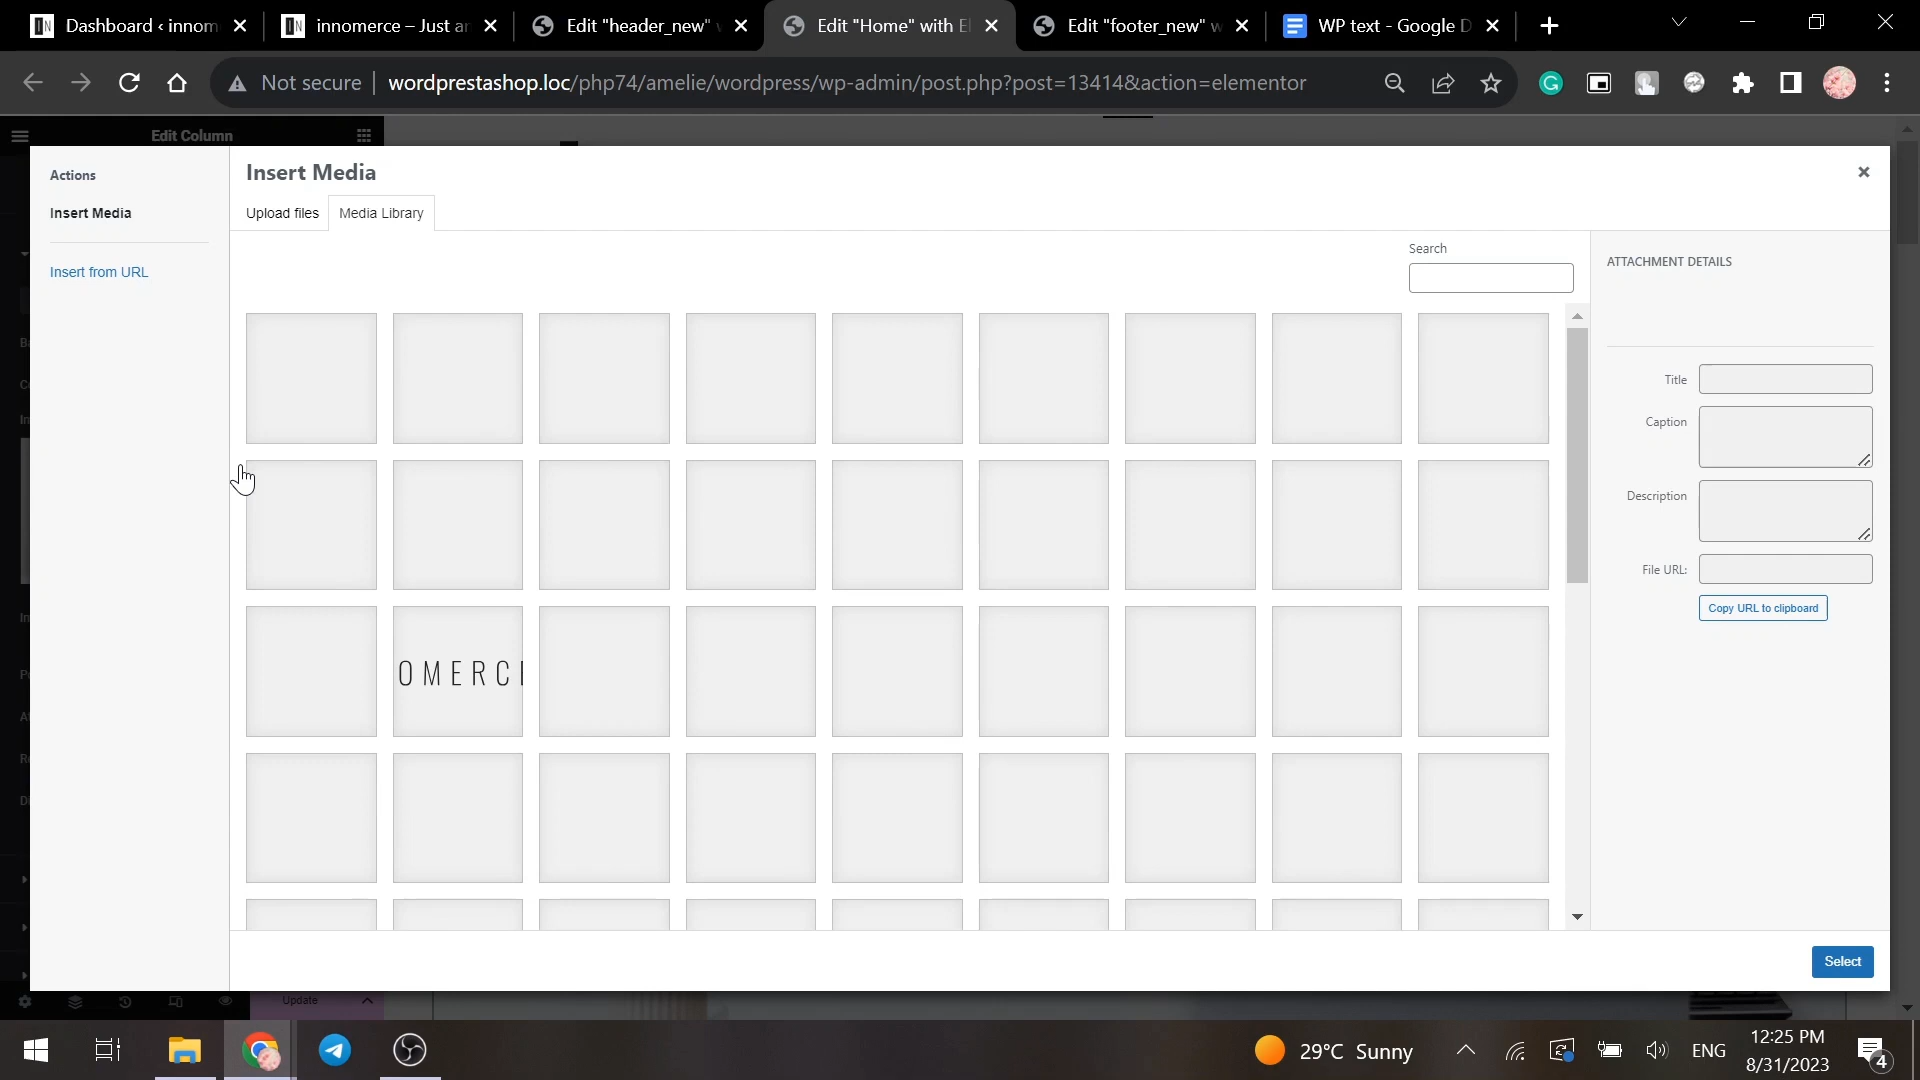 Dashboard ‹ innom
innomerce – Just an
Edit "header_new"
Edit "Home" with El
Edit "footer_new" w
WP text - Google D
Not secure
wordprestashop.loc/php74/amelie/wordpress/wp-admin/post.php?post=13414&action=elementor
Edit Column
Actions
Insert Media
Insert from URL
Insert Media
Upload files
Media Library
Search
ATTACHMENT DETAILS
Title
Caption
Description
File URL:
Copy URL to clipboard
OMERC
Select
Update
29°C Sunny
ENG
12:25 PM
8/31/2023
4